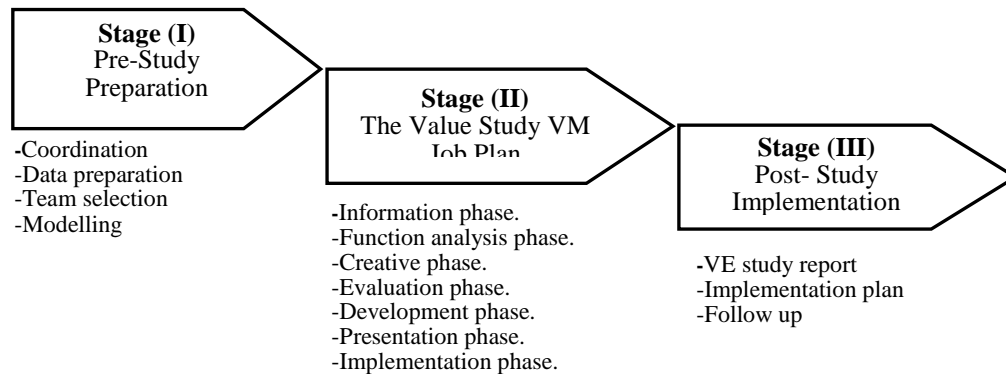 Stage (I)
Pre-Study
Preparation
-Coordination
-Data preparation
-Team selection
-Modelling
Stage (II)
The Value Study VM
Job Plan
-Information phase.
-Function analysis phase.
-Creative phase.
-Evaluation phase.
-Development phase.
-Presentation phase.
-Implementation phase.
Stage (III)
Post- Study
Implementation
-VE study report
-Implementation plan
-Follow up